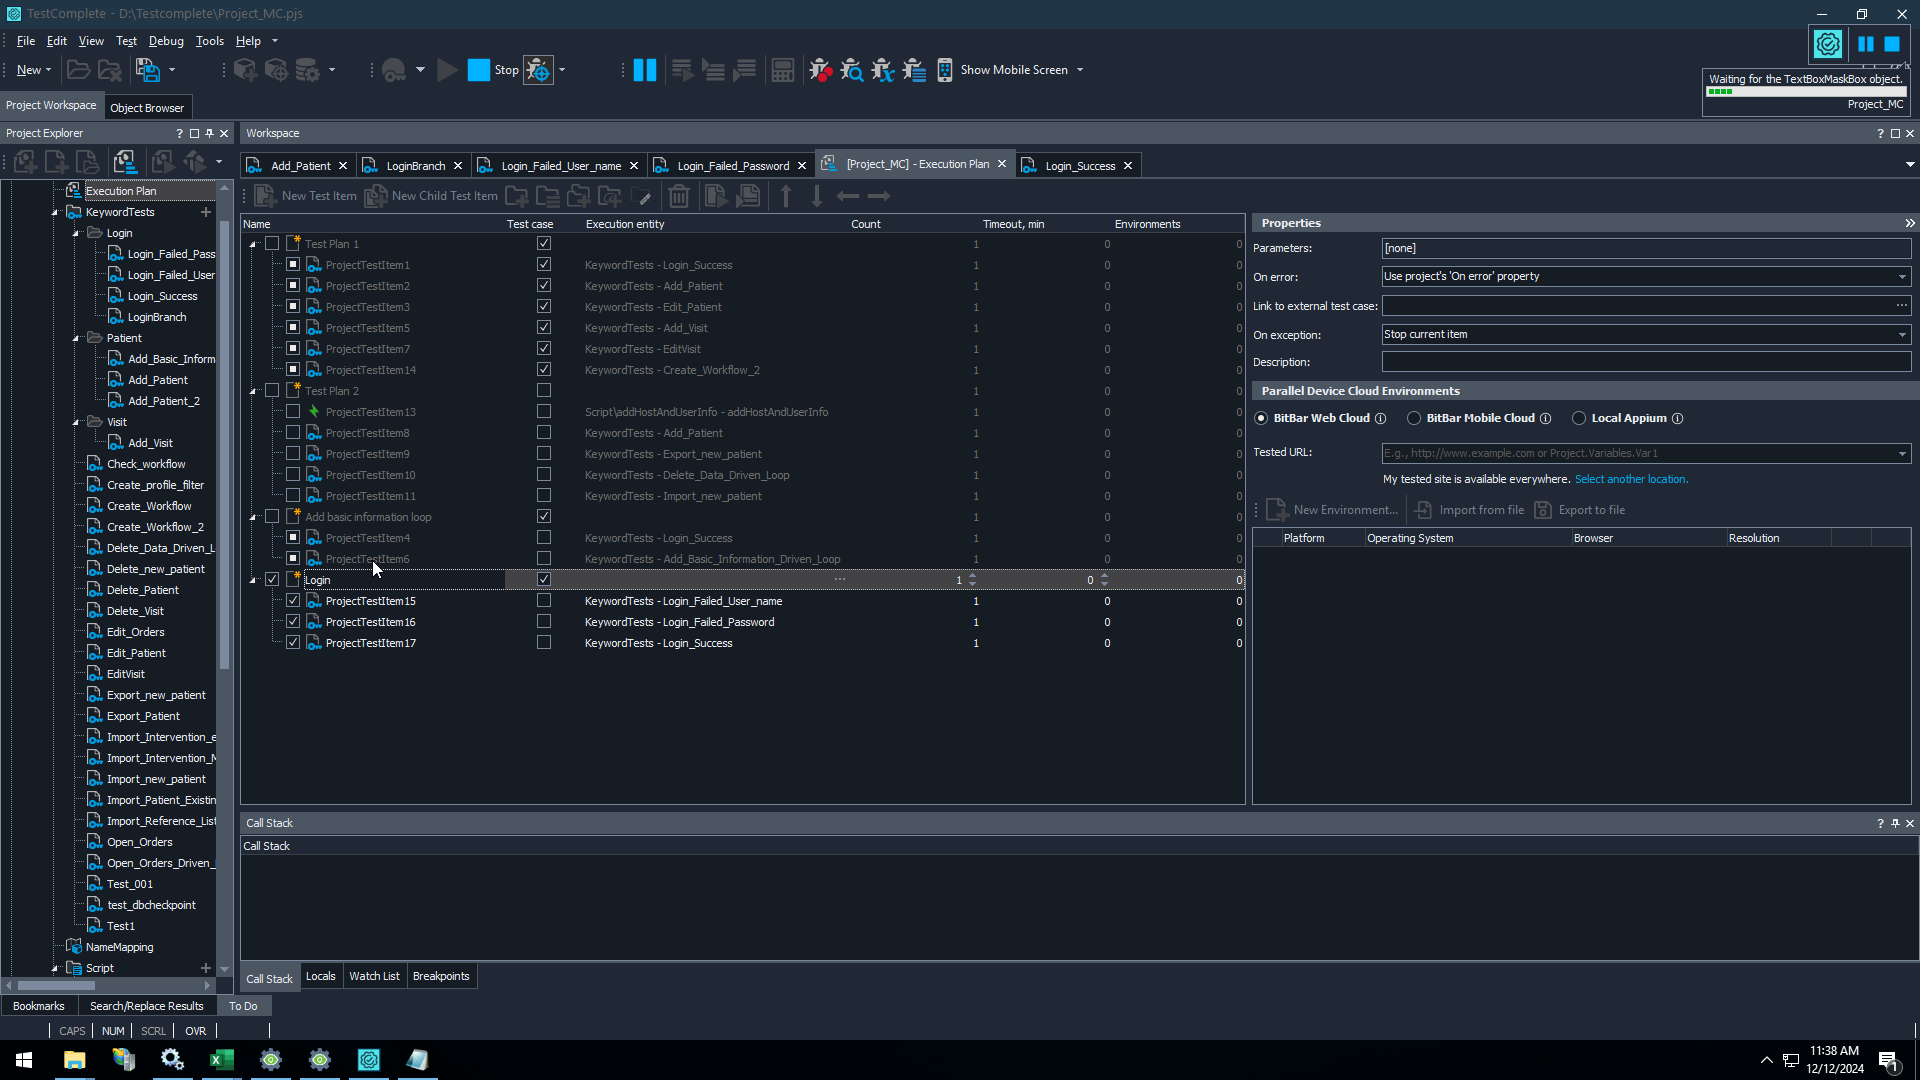 TestComplete - D:\Testcomplete\Project_MC.pjs
File Edit View Test Debug Tools Help
New Stop Show Mobile Screen
Waiting for the TextBoxMaskBox object.
Project_MC
Project Workspace Object Browser
Project Explorer ?
Workspace ?
Add_Patient LoginBranch Login_Failed_User_name Login_Failed_Password [Project_MC] - Execution Plan Login_Success
New Test Item New Child Test Item
Execution Plan
KeywordTests
Login
Login_Failed_Pass
Login_Failed_User
Login_Success
LoginBranch
Patient
Add_Basic_Inform
Add_Patient
Add_Patient_2
Visit
Add_Visit
Check_workflow
Create_profile_filter
Create_Workflow
Create_Workflow_2
Delete_Data_Driven_L
Delete_new_patient
Delete_Patient
Delete_Visit
Edit_Orders
Edit_Patient
EditVisit
Export_new_patient
Export_Patient
Import_Intervention_e
Import_Intervention_M
Import_new_patient
Import_Patient_Existin
Import_Reference_List
Open_Orders
Open_Orders_Driven_
Test_001
test_dbcheckpoint
Test1
NameMapping
Script
Name Test case Execution entity Count Timeout, min Environments
Test Plan 1 1 0 0
ProjectTestItem1 KeywordTests - Login_Success 1 0 0
ProjectTestItem2 KeywordTests - Add_Patient 1 0 0
ProjectTestItem3 KeywordTests - Edit_Patient 1 0 0
ProjectTestItem5 KeywordTests - Add_Visit 1 0 0
ProjectTestItem7 KeywordTests - EditVisit 1 0 0
ProjectTestItem14 KeywordTests - Create_Workflow_2 1 0 0
Test Plan 2 1 0 0
ProjectTestItem13 Script\addHostAndUserInfo - addHostAndUserInfo 1 0 0
ProjectTestItem8 KeywordTests - Add_Patient 1 0 0
ProjectTestItem9 KeywordTests - Export_new_patient 1 0 0
ProjectTestItem10 KeywordTests - Delete_Data_Driven_Loop 1 0 0
ProjectTestItem11 KeywordTests - Import_new_patient 1 0 0
Add basic information loop 1 0 0
ProjectTestItem4 KeywordTests - Login_Success 1 0 0
ProjectTestItem6 KeywordTests - Add_Basic_Information_Driven_Loop 1 0 0
Login ... 1 0 0
ProjectTestItem15 KeywordTests - Login_Failed_User_name 1 0 0
ProjectTestItem16 KeywordTests - Login_Failed_Password 1 0 0
ProjectTestItem17 KeywordTests - Login_Success 1 0 0
Properties
Parameters: [none]
On error: Use project's 'On error' property
Link to external test case: ...
On exception: Stop current item
Description:
Parallel Device Cloud Environments
BitBar Web Cloud BitBar Mobile Cloud Local Appium
Tested URL: E.g., http://www.example.com or Project.Variables.Var1
My tested site is available everywhere. Select another location.
New Environment... Import from file Export to file
Platform Operating System Browser Resolution
Call Stack ?
Call Stack
Call Stack Locals Watch List Breakpoints
Bookmarks Search/Replace Results To Do
CAPS NUM SCRL OVR
11:38 AM
12/12/2024
1